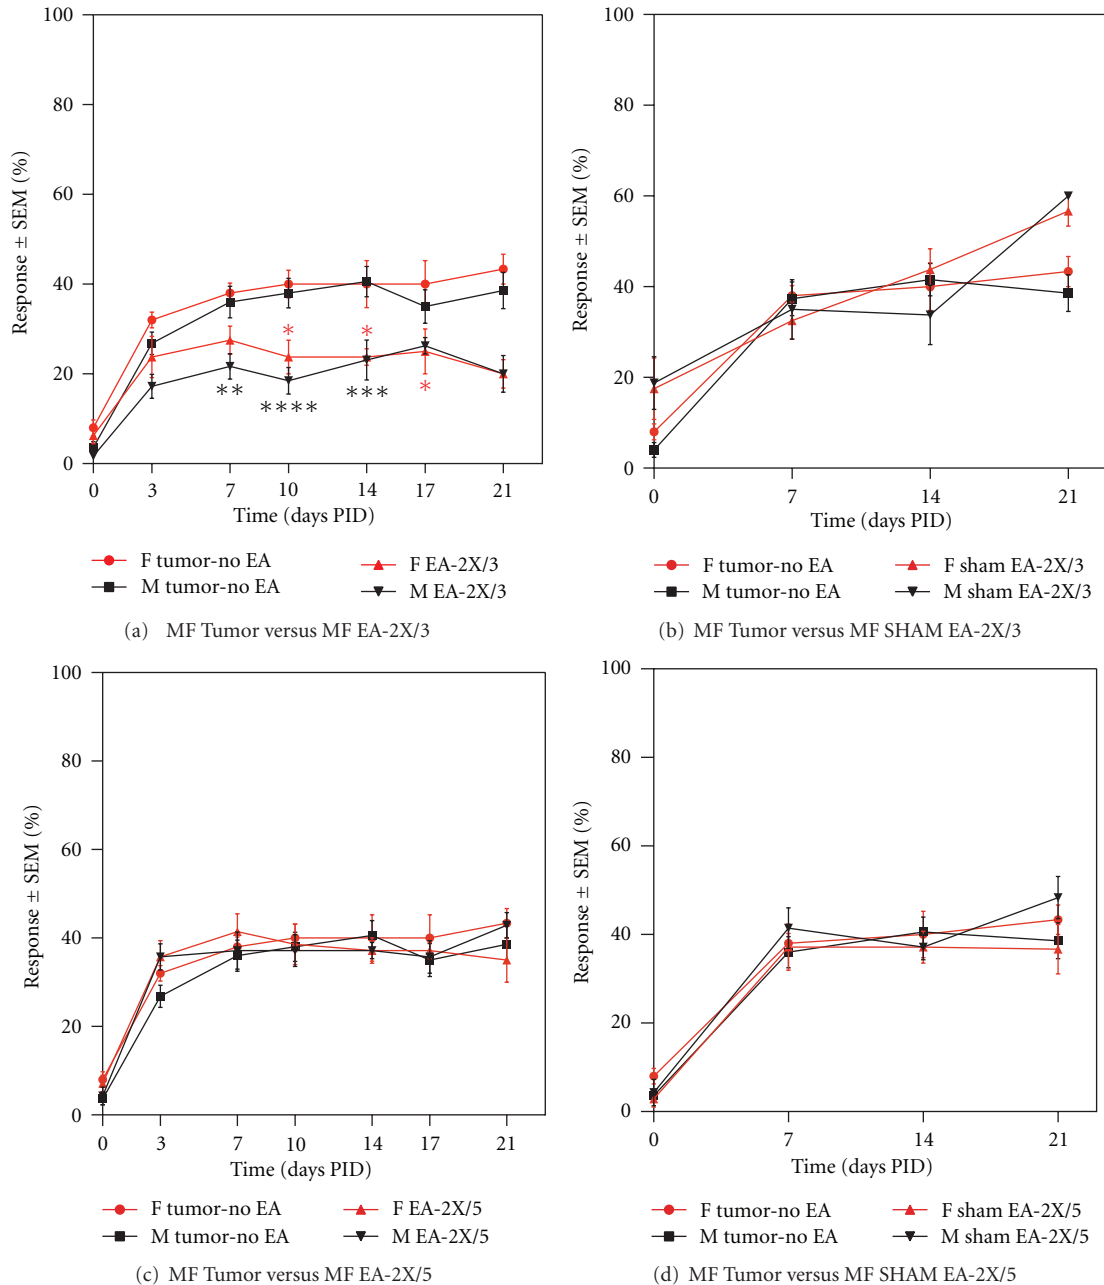 100
80
60
40
20
0
Response ± SEM (%)
*
*
*
**
****
***
0 3 7 10 14 17 21
Time (days PID)
F tumor-no EA
M tumor-no EA
F EA-2X/3
M EA-2X/3
(a) MF Tumor versus MF EA-2X/3
100
80
60
40
20
0
Response ± SEM (%)
0 7 14 21
Time (days PID)
F tumor-no EA
M tumor-no EA
F sham EA-2X/3
M sham EA-2X/3
(b) MF Tumor versus MF SHAM EA-2X/3
100
80
60
40
20
0
Response ± SEM (%)
0 3 7 10 14 17 21
Time (days PID)
F tumor-no EA
M tumor-no EA
F EA-2X/5
M EA-2X/5
(c) MF Tumor versus MF EA-2X/5
100
80
60
40
20
0
Response ± SEM (%)
0 7 14 21
Time (days PID)
F tumor-no EA
M tumor-no EA
F sham EA-2X/5
M sham EA-2X/5
(d) MF Tumor versus MF SHAM EA-2X/5